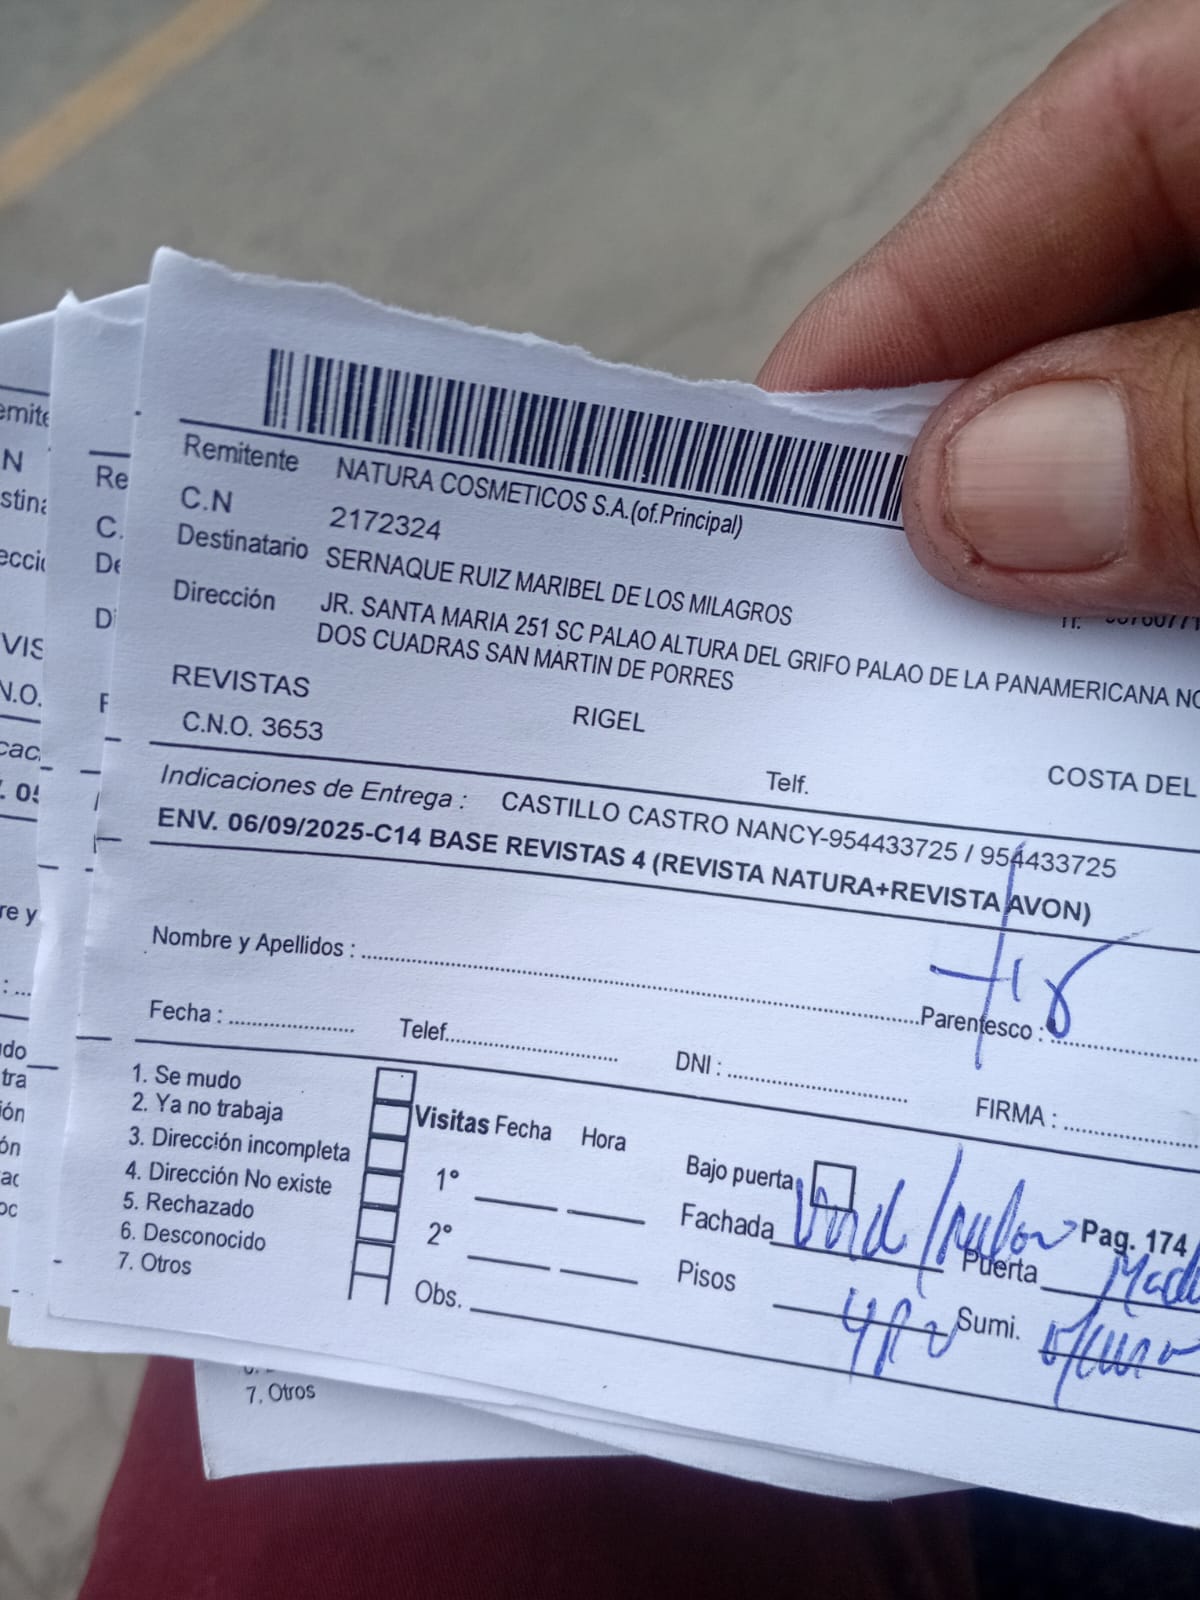 Remitente NATURA COSMETICOS S.A.(of.Principal)
C.N 2172324
Destinatario SERNAQUE RUIZ MARIBEL DE LOS MILAGROS
Dirección JR. SANTA MARIA 251 SC PALAO ALTURA DEL GRIFO PALAO DE LA PANAMERICANA NO
DOS CUADRAS SAN MARTIN DE PORRES
REVISTAS RIGEL
C.N.O. 3653 Telf. COSTA DEL
Indicaciones de Entrega : CASTILLO CASTRO NANCY-954433725 / 954433725
ENV. 06/09/2025-C14 BASE REVISTAS 4 (REVISTA NATURA+REVISTA AVON)
Nombre y Apellidos : Parentesco :
Fecha : Telef. DNI : FIRMA :
1. Se mudo
2. Ya no trabaja
3. Dirección incompleta
4. Dirección No existe
5. Rechazado
6. Desconocido
7. Otros
Visitas Fecha Hora
1°
2°
Obs.
Bajo puerta
Fachada Puerta
Pag. 174
Pisos Sumi.
7. Otros